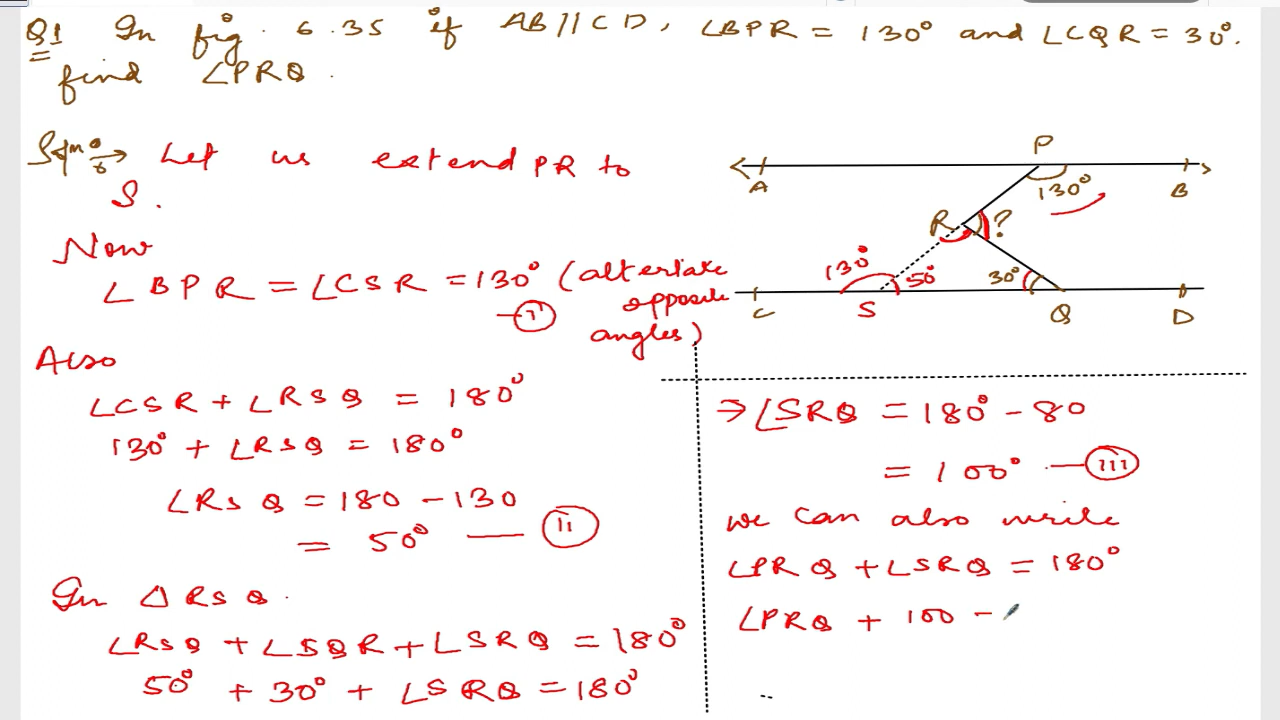 Q1 In fig. 6.35 if AB//CD, ∠BPR = 130° and ∠CQR = 30°.
find ∠PRQ.
Solⁿ:→ Let us extend PR to
S.
Now
∠BPR = ∠CSR = 130° (alterlate
opposite
angles)
—(i)
Also
∠CSR + ∠RSQ = 180°
130° + ∠RSQ = 180°
∠RSQ = 180 - 130
= 50° —(ii)
In △RSQ.
∠RSQ + ∠SQR + ∠SRQ = 180°
50° + 30° + ∠SRQ = 180°
P
A
130°
B
R
?
130°
50°
30°
C
S
Q
D
⇒ ∠SRQ = 180° - 80
= 100° —(iii)
we can also write
∠PRQ + ∠SRQ = 180°
∠PRQ + 100 -